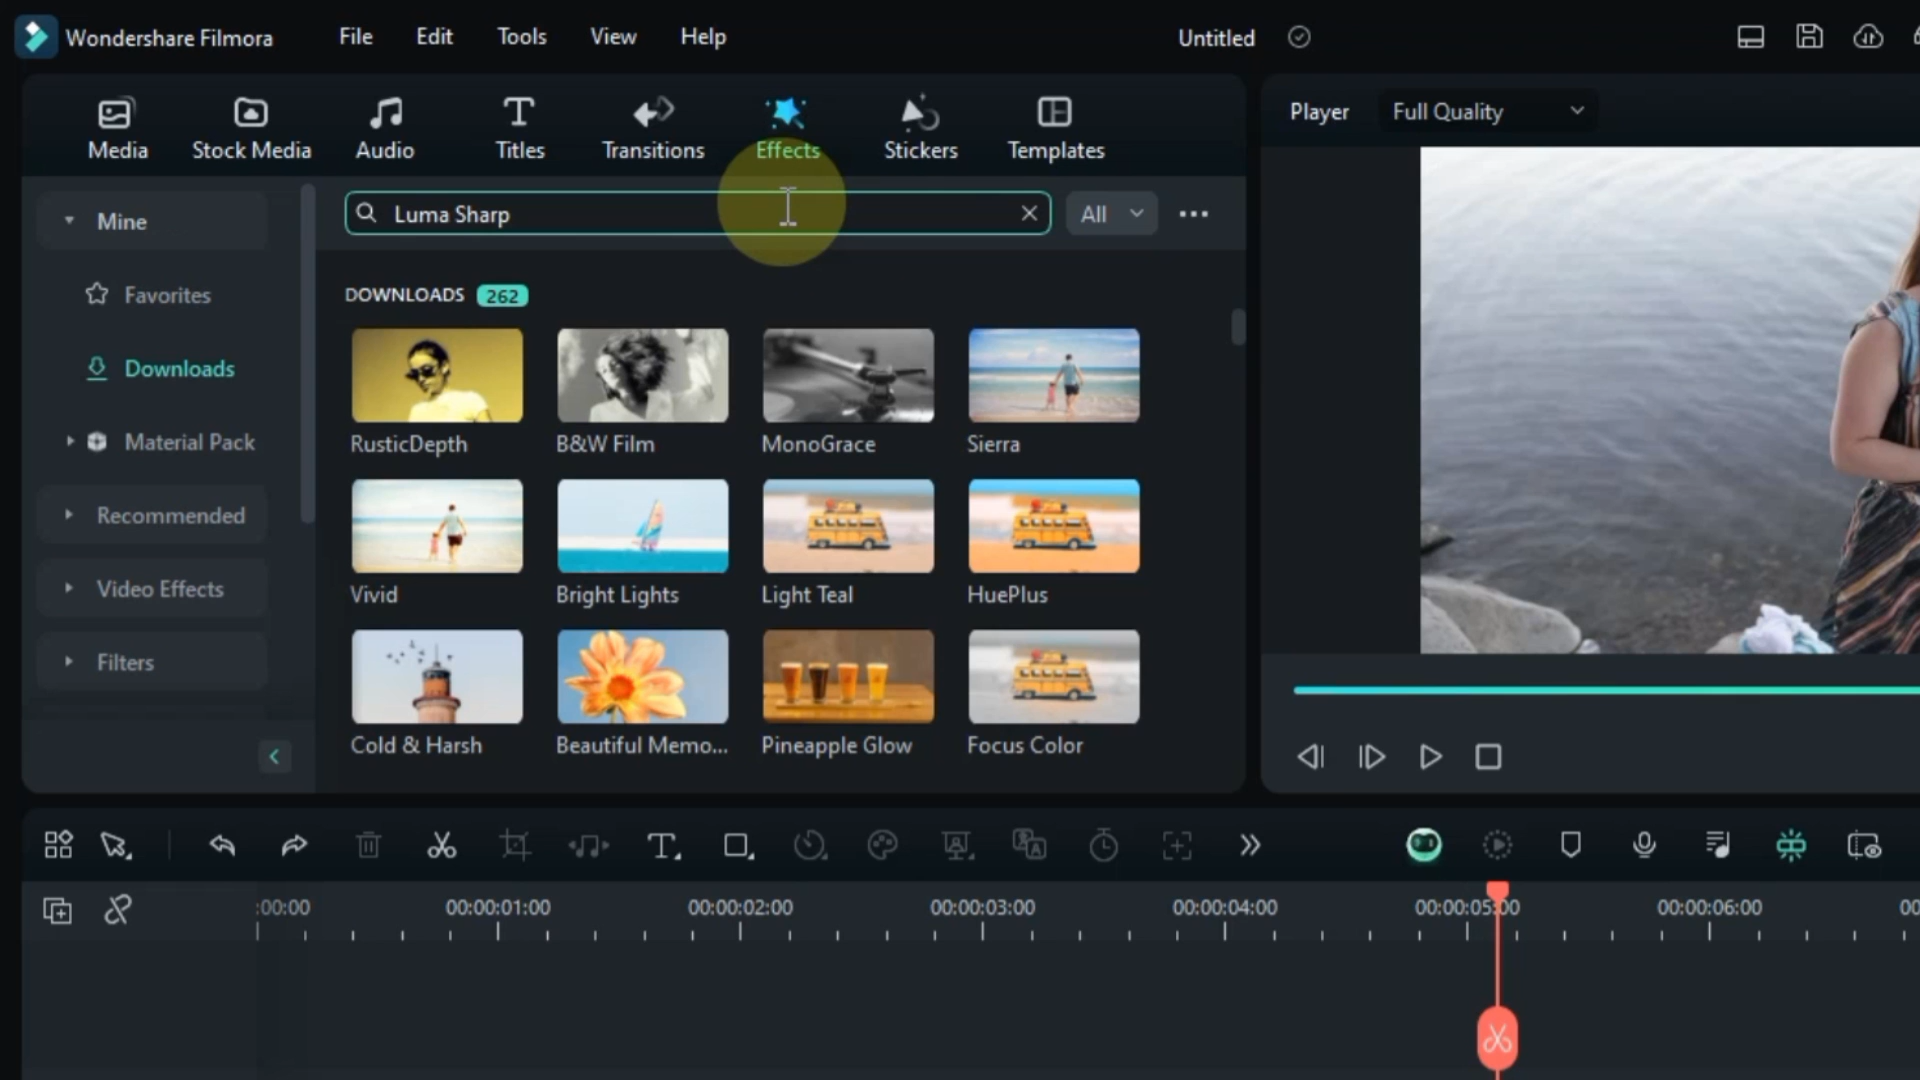 Wondershare Filmora File Edit Tools View Help Untitled
Media Stock Media Audio Titles Transitions Effects Stickers Templates
Player Full Quality
Mine
Favorites
Downloads
Material Pack
Recommended
Video Effects
Filters
Luma Sharp All
DOWNLOADS 262
RusticDepth B&W Film MonoGrace Sierra
Vivid Bright Lights Light Teal HuePlus
Cold & Harsh Beautiful Memo... Pineapple Glow Focus Color
:00:00 00:00:01:00 00:00:02:00 00:00:03:00 00:00:04:00 00:00:05:00 00:00:06:00 00